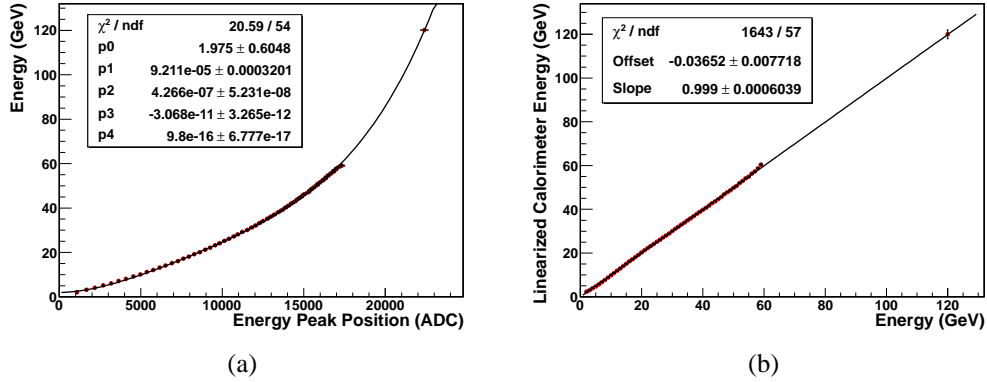 Energy (GeV)
120
100
80
60
40
20
0
χ² / ndf 20.59 / 54
p0 1.975 ± 0.6048
p1 9.211e-05 ± 0.0003201
p2 4.266e-07 ± 5.231e-08
p3 -3.068e-11 ± 3.265e-12
p4 9.8e-16 ± 6.777e-17
0 5000 10000 15000 20000
Energy Peak Position (ADC)
(a)
Linearized Calorimeter Energy (GeV)
120
100
80
60
40
20
0
χ² / ndf 1643 / 57
Offset -0.03652 ± 0.007718
Slope 0.999 ± 0.0006039
0 20 40 60 80 100 120
Energy (GeV)
(b)